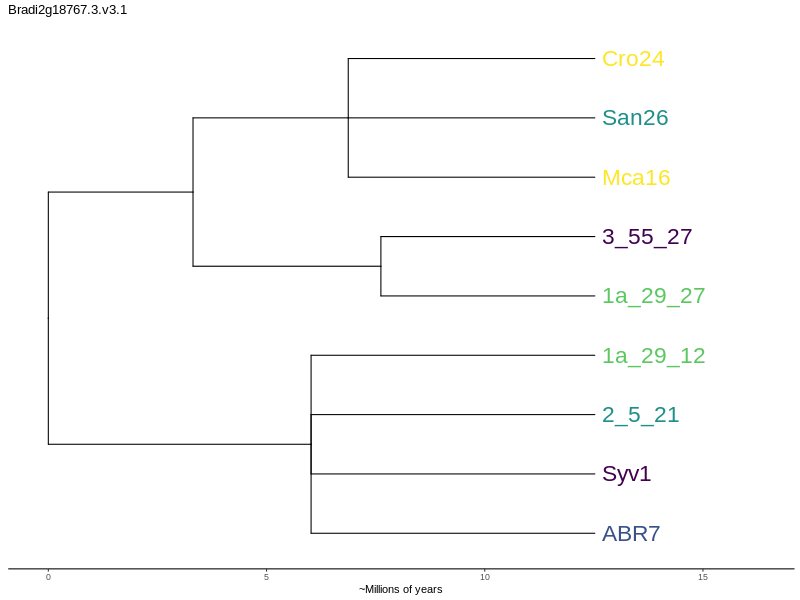 Bradi2g18767.3.v3.1
Cro24
San26
Mca16
3_55_27
1a_29_27
1a_29_12
2_5_21
Syv1
ABR7
0 5 10 15
~Millions of years